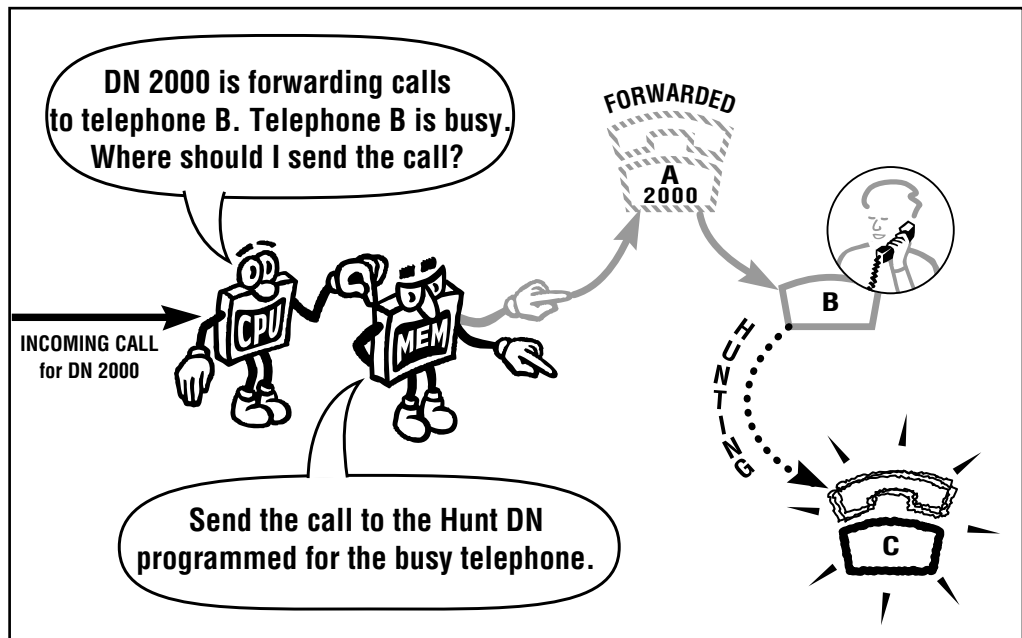 DN 2000 is forwarding calls
to telephone B. Telephone B is busy.
Where should I send the call?
FORWARDED
A
2000
B
CPU
MEM
INCOMING CALL
for DN 2000
HUNTING
C
Send the call to the Hunt DN
programmed for the busy telephone.